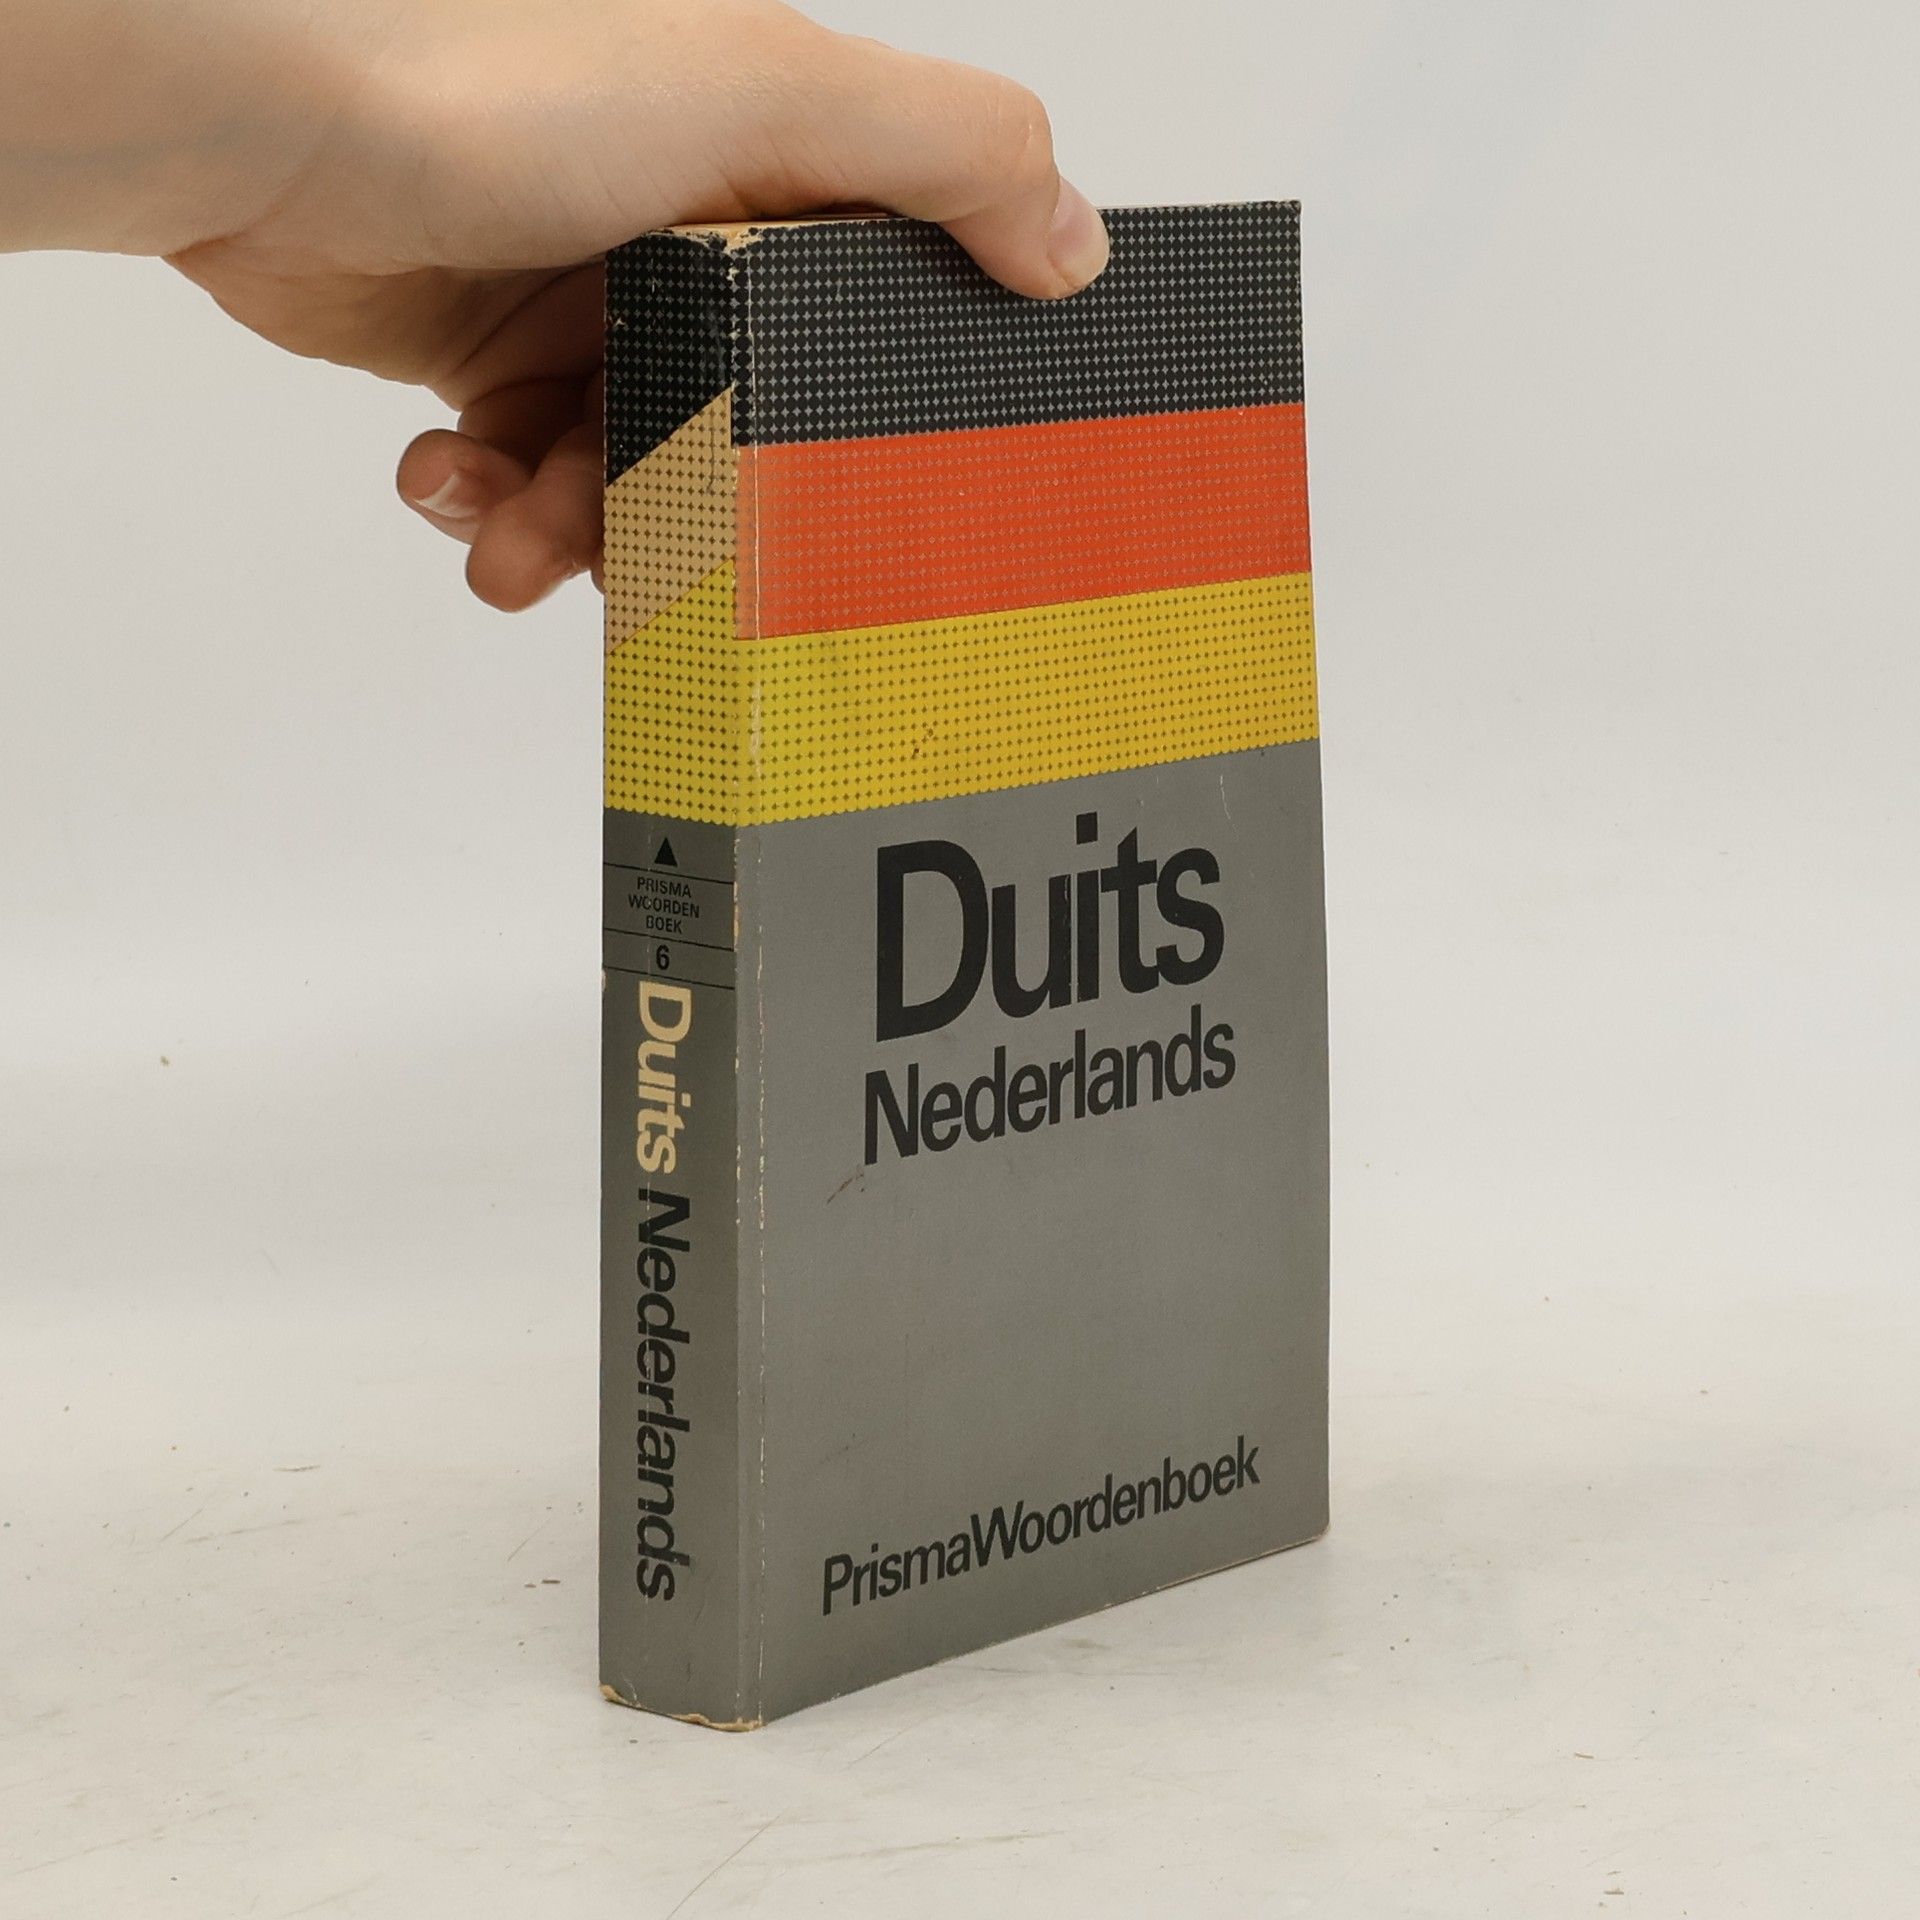 PRISMA
WOORDEN
BOEK
6
Duits Nederlands
Duits
Nederlands
PrismaWoordenboek